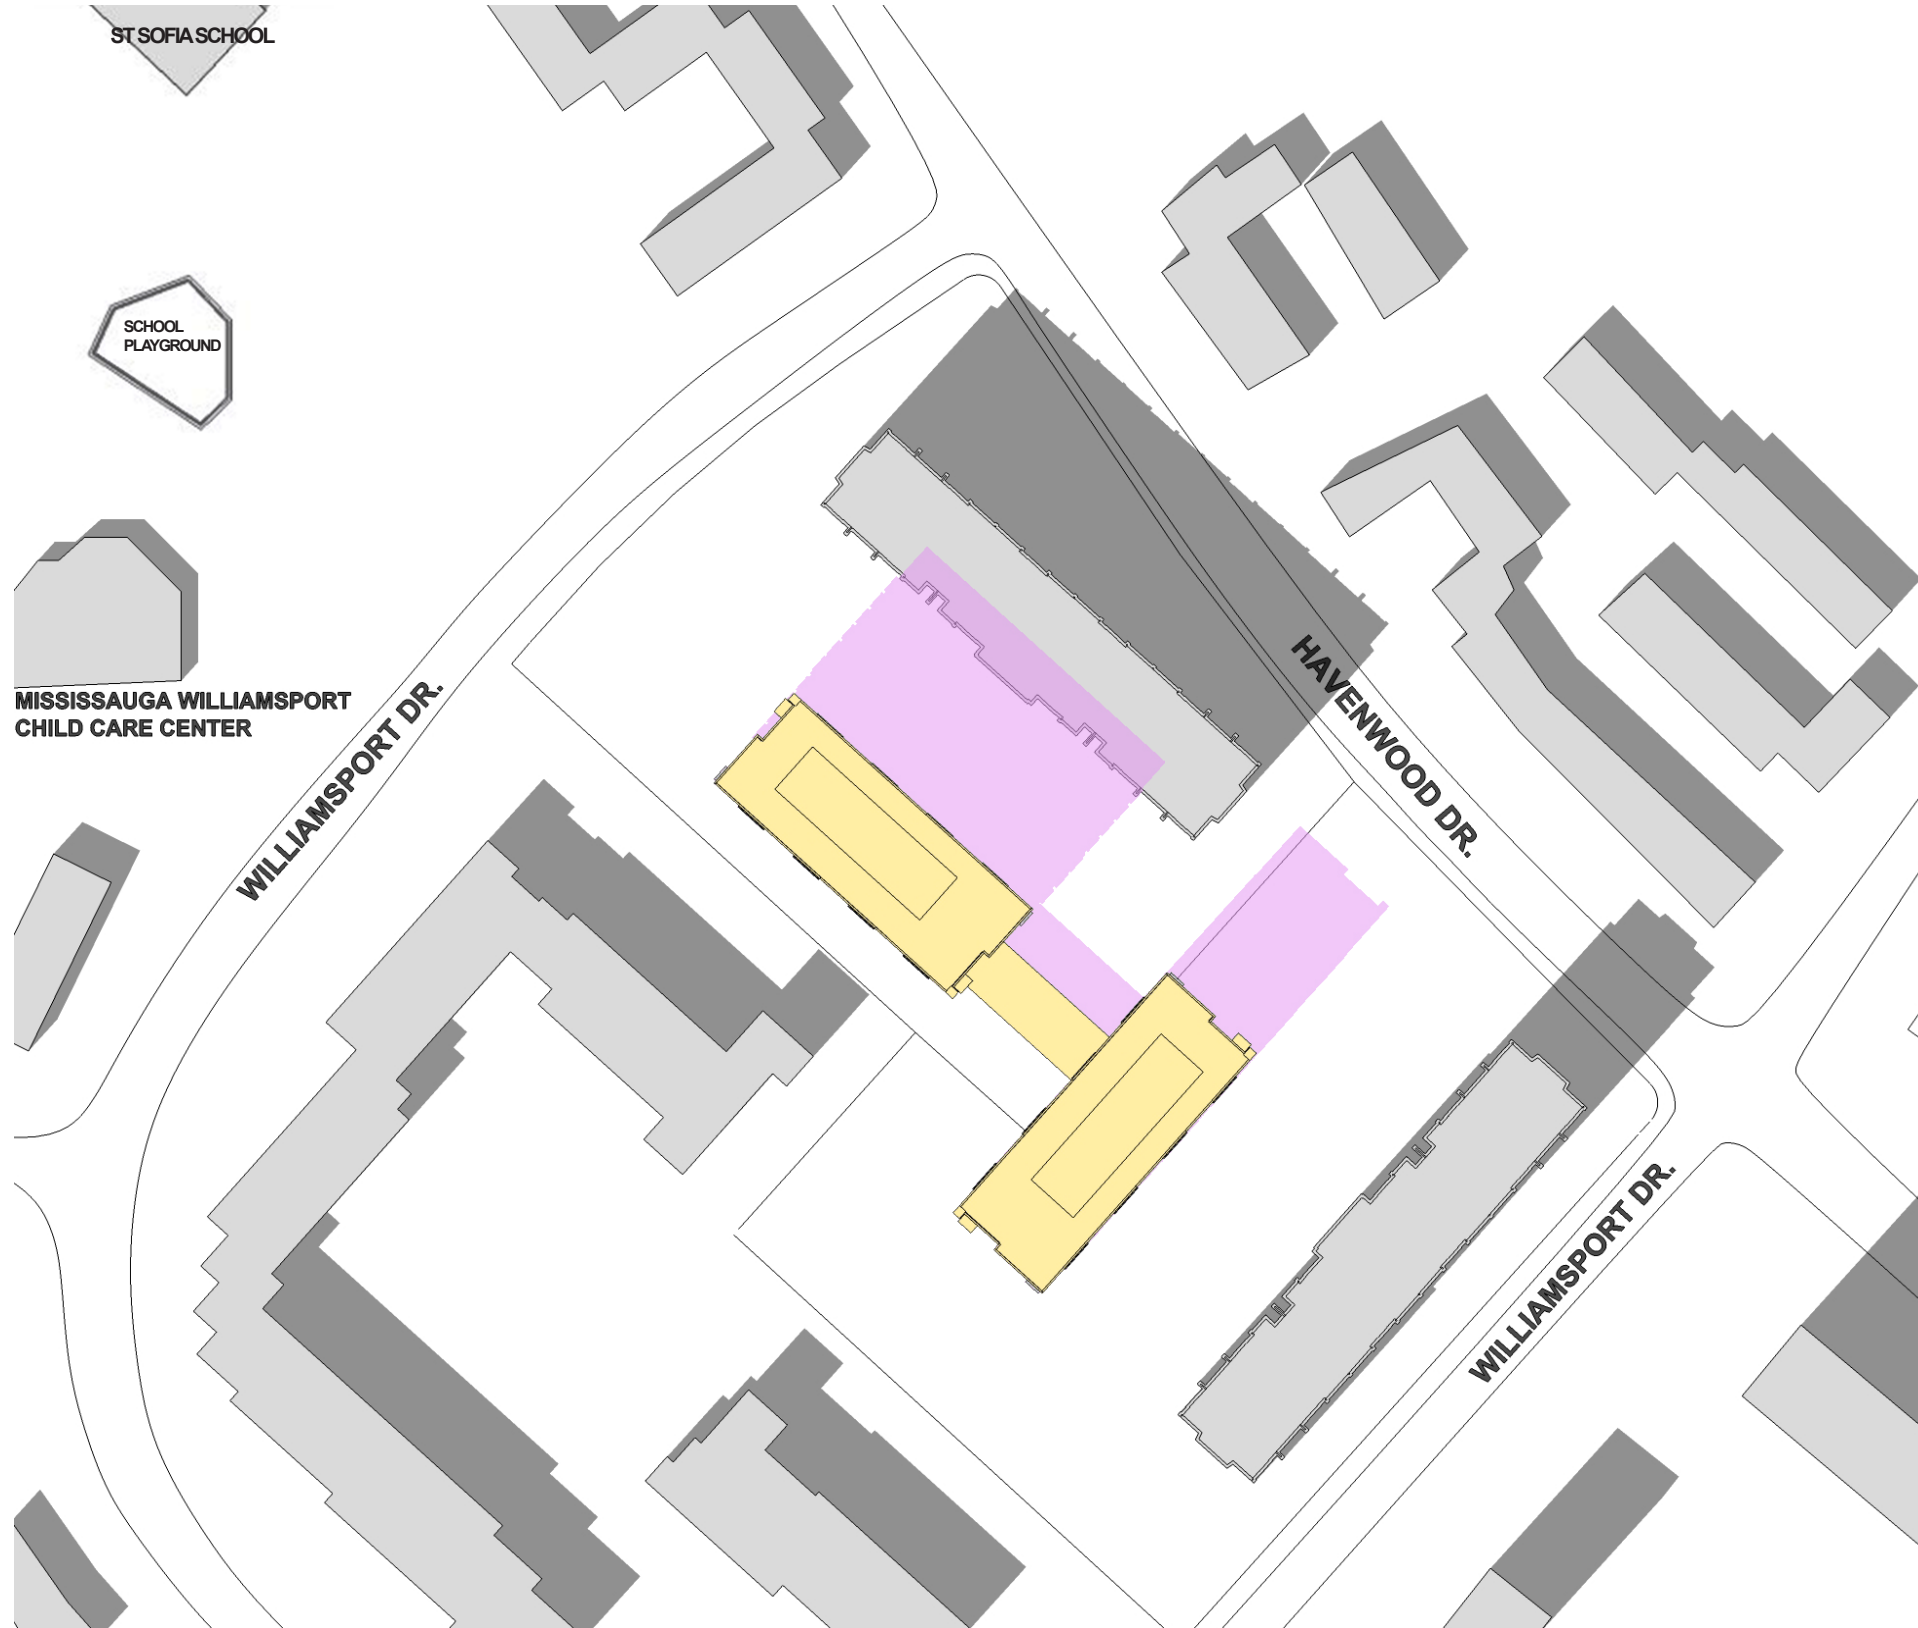 ST SOFIA SCHOOL
SCHOOL
PLAYGROUND
MISSISSAUGA WILLIAMSPORT
CHILD CARE CENTER
WILLIAMSPORT DR.
HAVENWOOD DR.
WILLIAMSPORT DR.